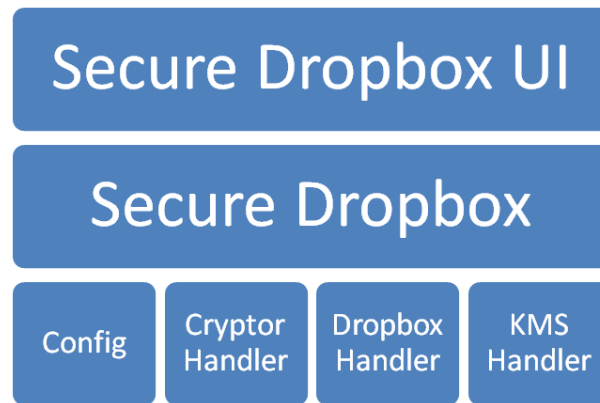 Secure Dropbox UI
Secure Dropbox
Config
Cryptor
Handler
Dropbox
Handler
KMS
Handler